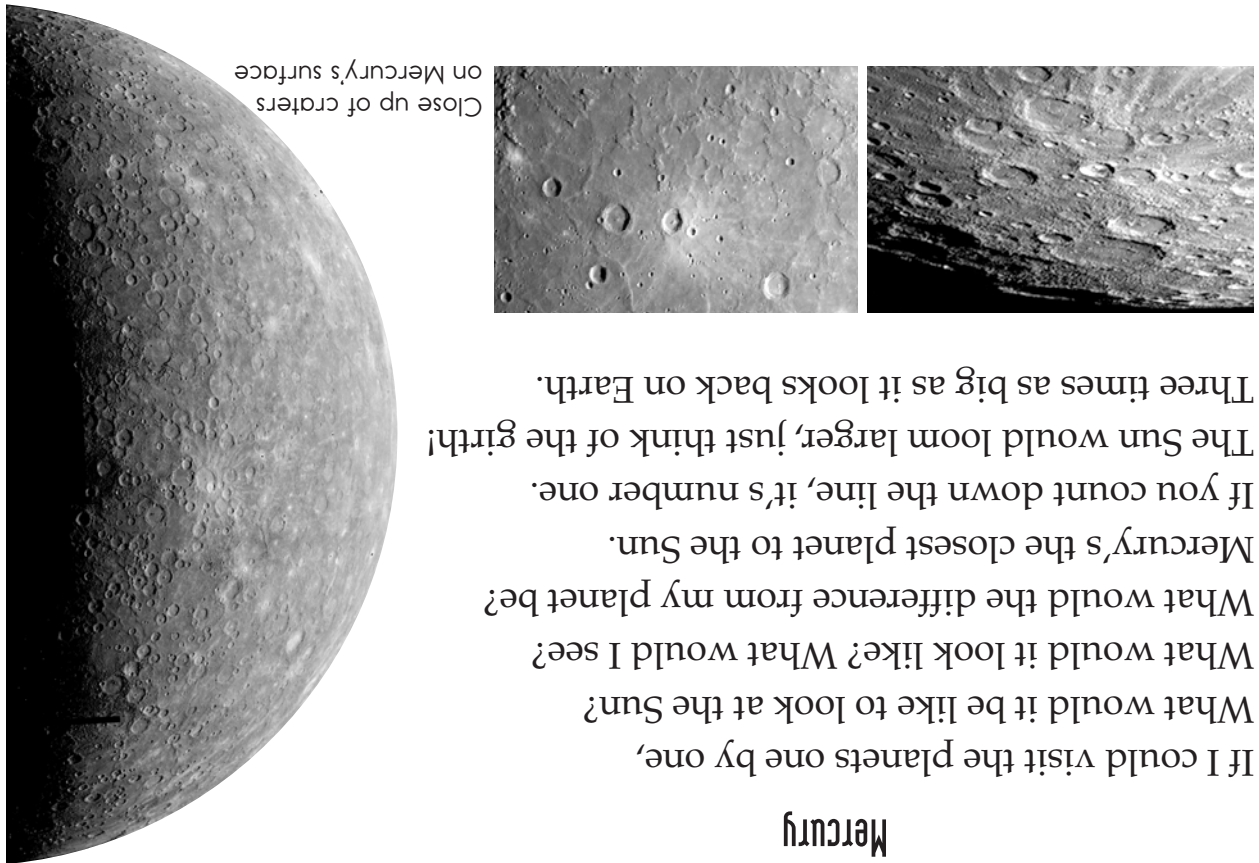 Mercury
If I could visit the planets one by one,
What would it be like to look at the Sun?
What would it look like? What would I see?
What would the difference from my planet be?
Mercury’s the closest planet to the Sun.
If you count down the line, it’s number one.
The Sun would loom larger, just think of the girth!
Three times as big as it looks back on Earth.
Close up of craters
on Mercury’s surface